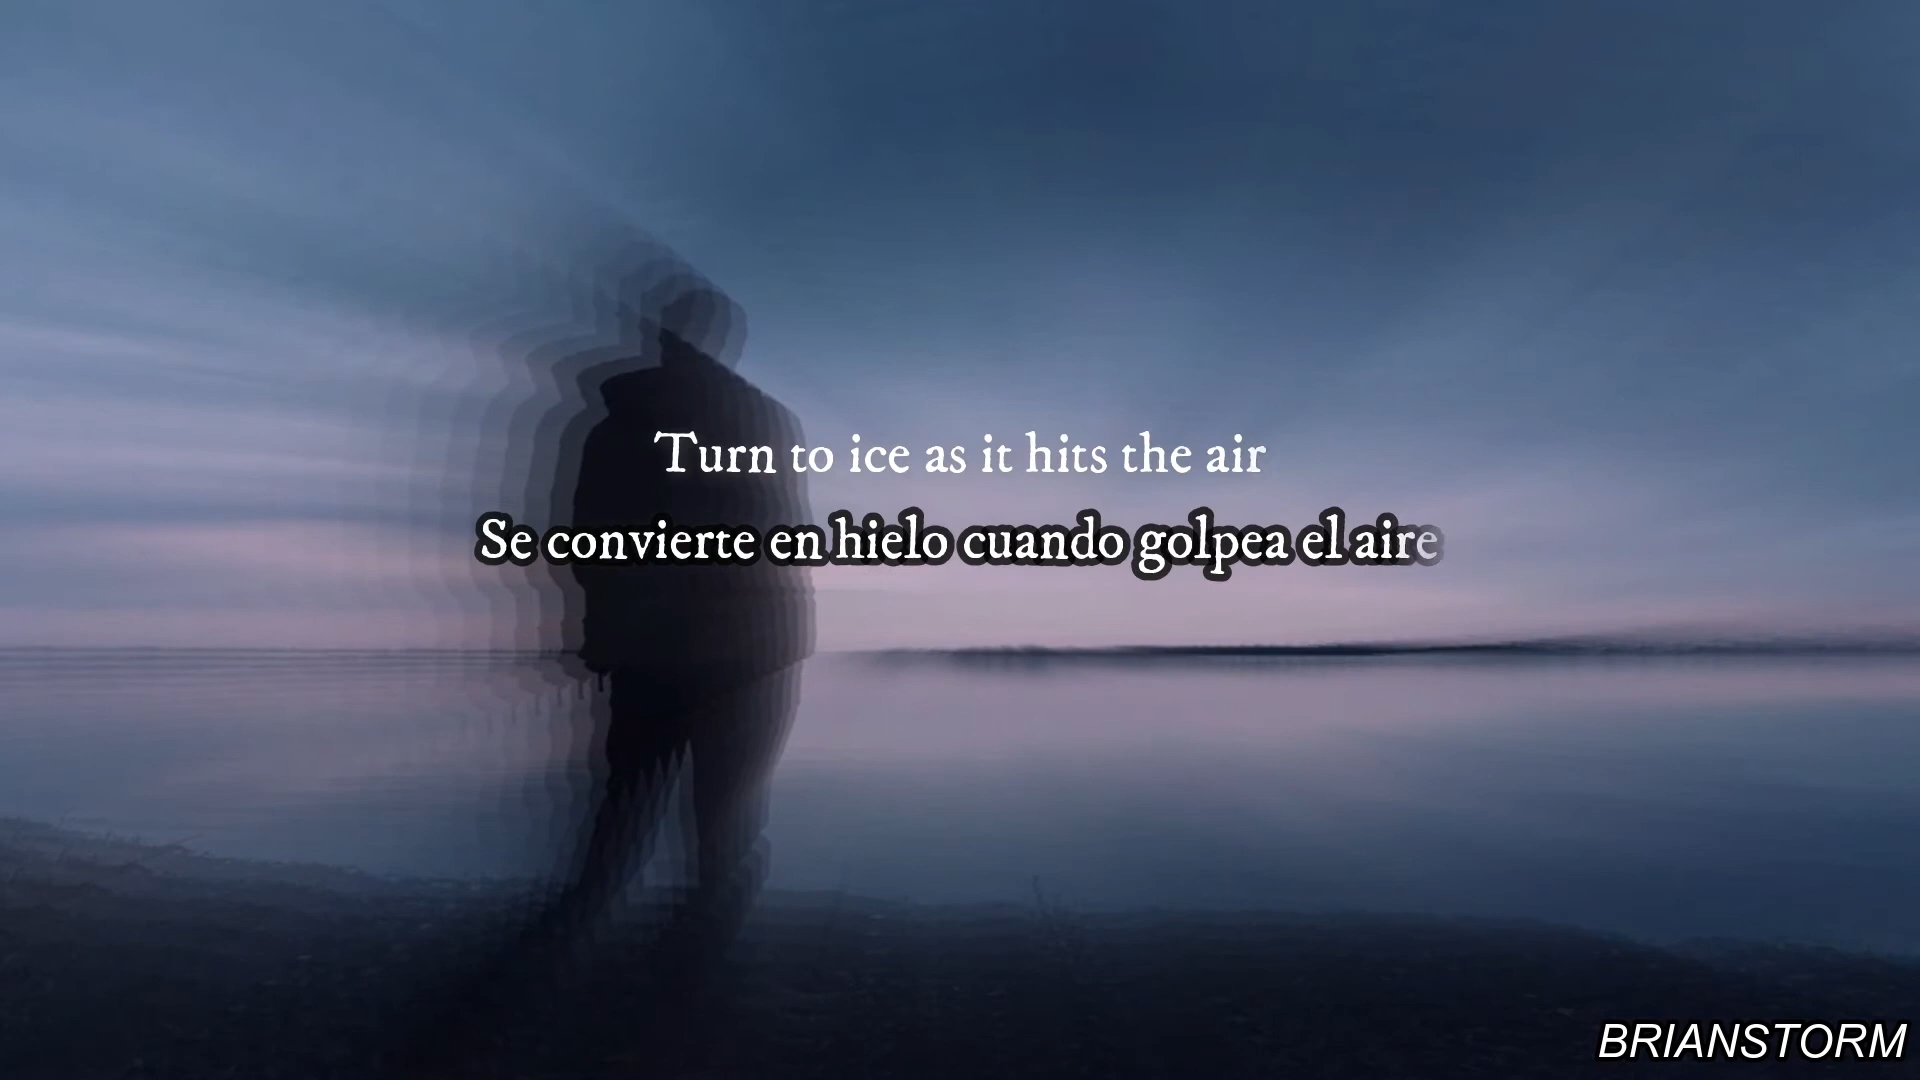 Turn to ice as it hits the air
Se convierte en hielo cuando golpea el aire
BRIANSTORM